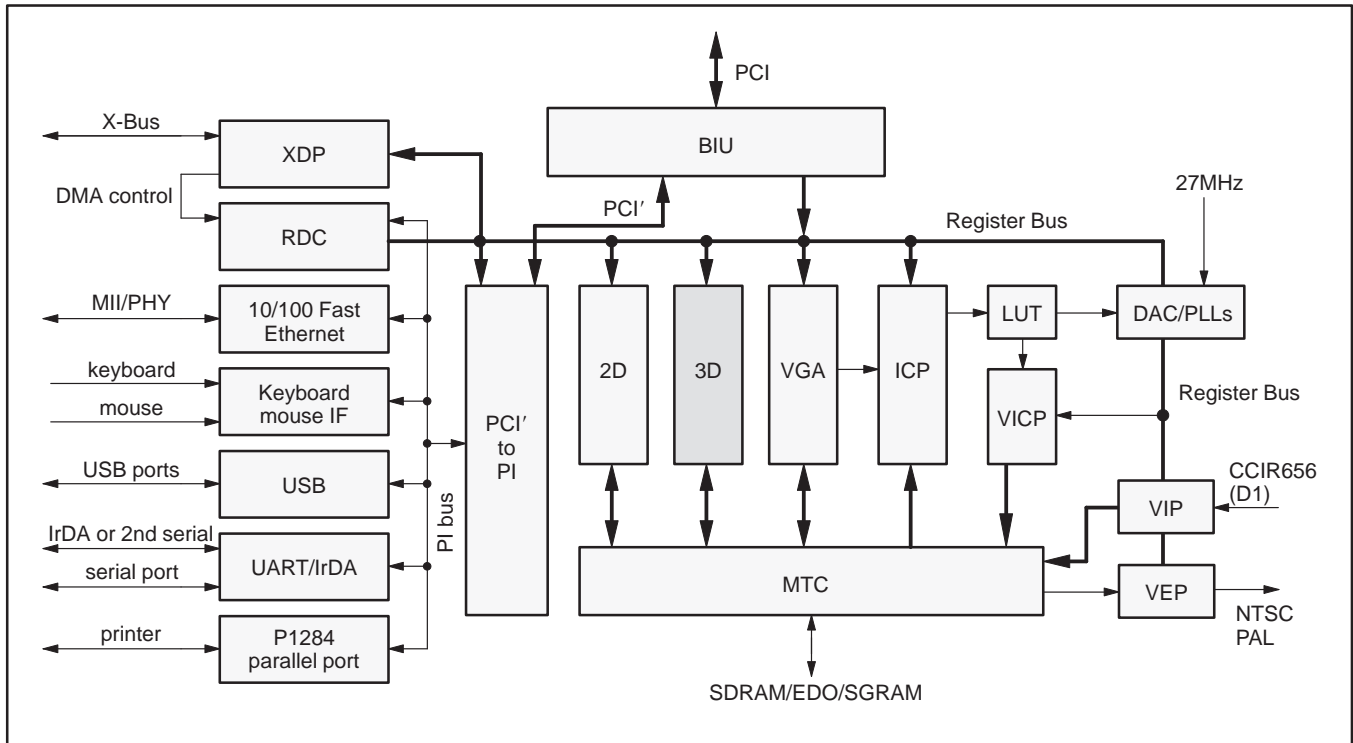 PCI
X-Bus
XDP
BIU
DMA control
27MHz
PCI′
RDC
Register Bus
MII/PHY
10/100 Fast
Ethernet
LUT
DAC/PLLs
keyboard
mouse
Keyboard
mouse IF
PCI′
to
PI
2D
3D
VGA
ICP
VICP
Register Bus
USB ports
USB
PI bus
CCIR656
(D1)
VIP
IrDA or 2nd serial
serial port
UART/IrDA
MTC
VEP
NTSC
PAL
printer
P1284
parallel port
SDRAM/EDO/SGRAM